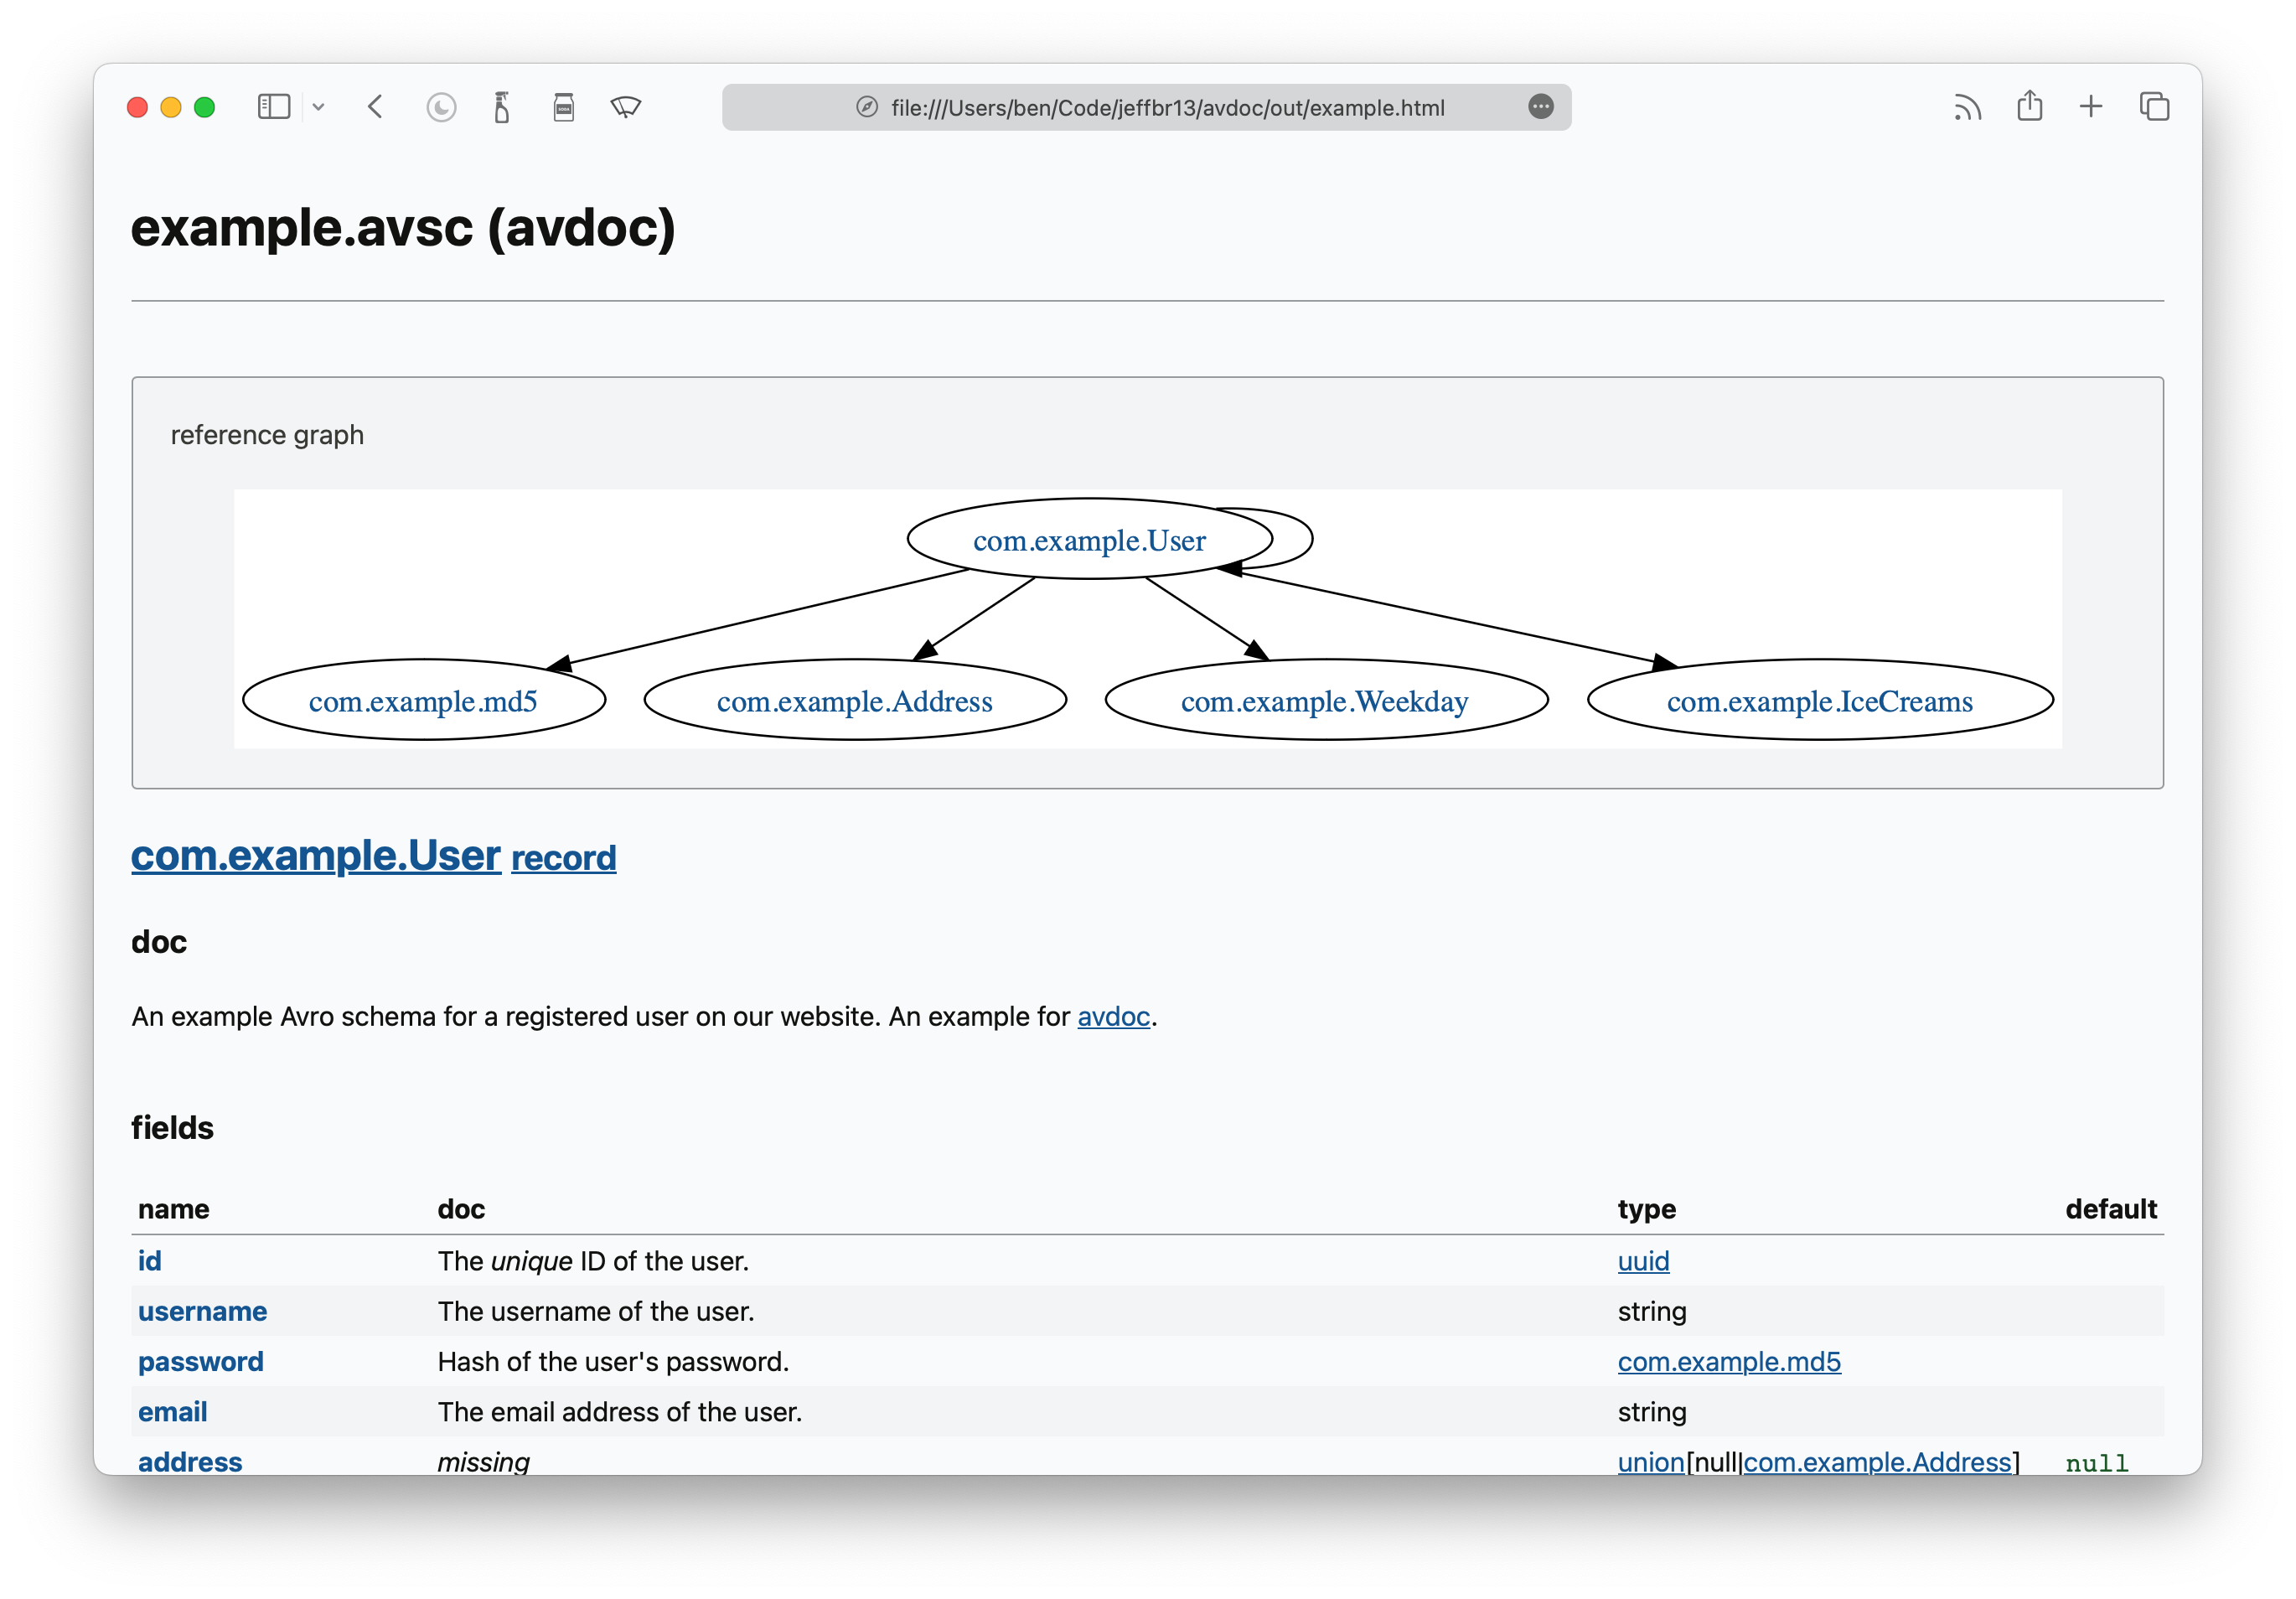 file:///Users/ben/Code/jeffbr13/avdoc/out/example.html
example.avsc (avdoc)
reference graph
com.example.User
com.example.md5 com.example.Address com.example.Weekday com.example.IceCreams
com.example.User record
doc
An example Avro schema for a registered user on our website. An example for avdoc.
fields
name doc type default
id The unique ID of the user. uuid
username The username of the user. string
password Hash of the user's password. com.example.md5
email The email address of the user. string
address missing union[null|com.example.Address] null